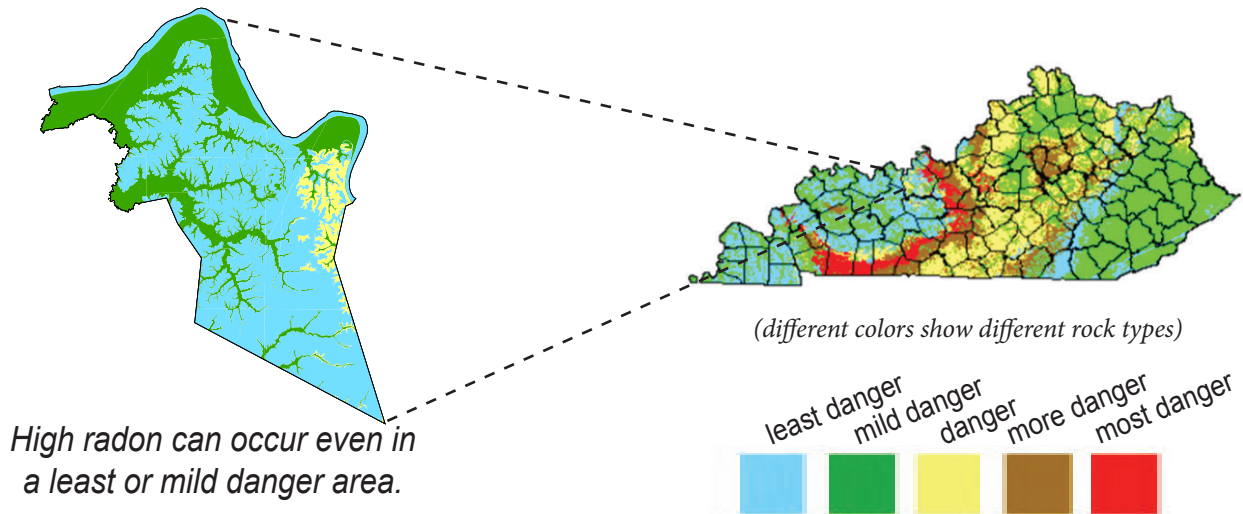 (different colors show different rock types)
least danger
mild danger
danger
more danger
most danger
High radon can occur even in
a least or mild danger area.